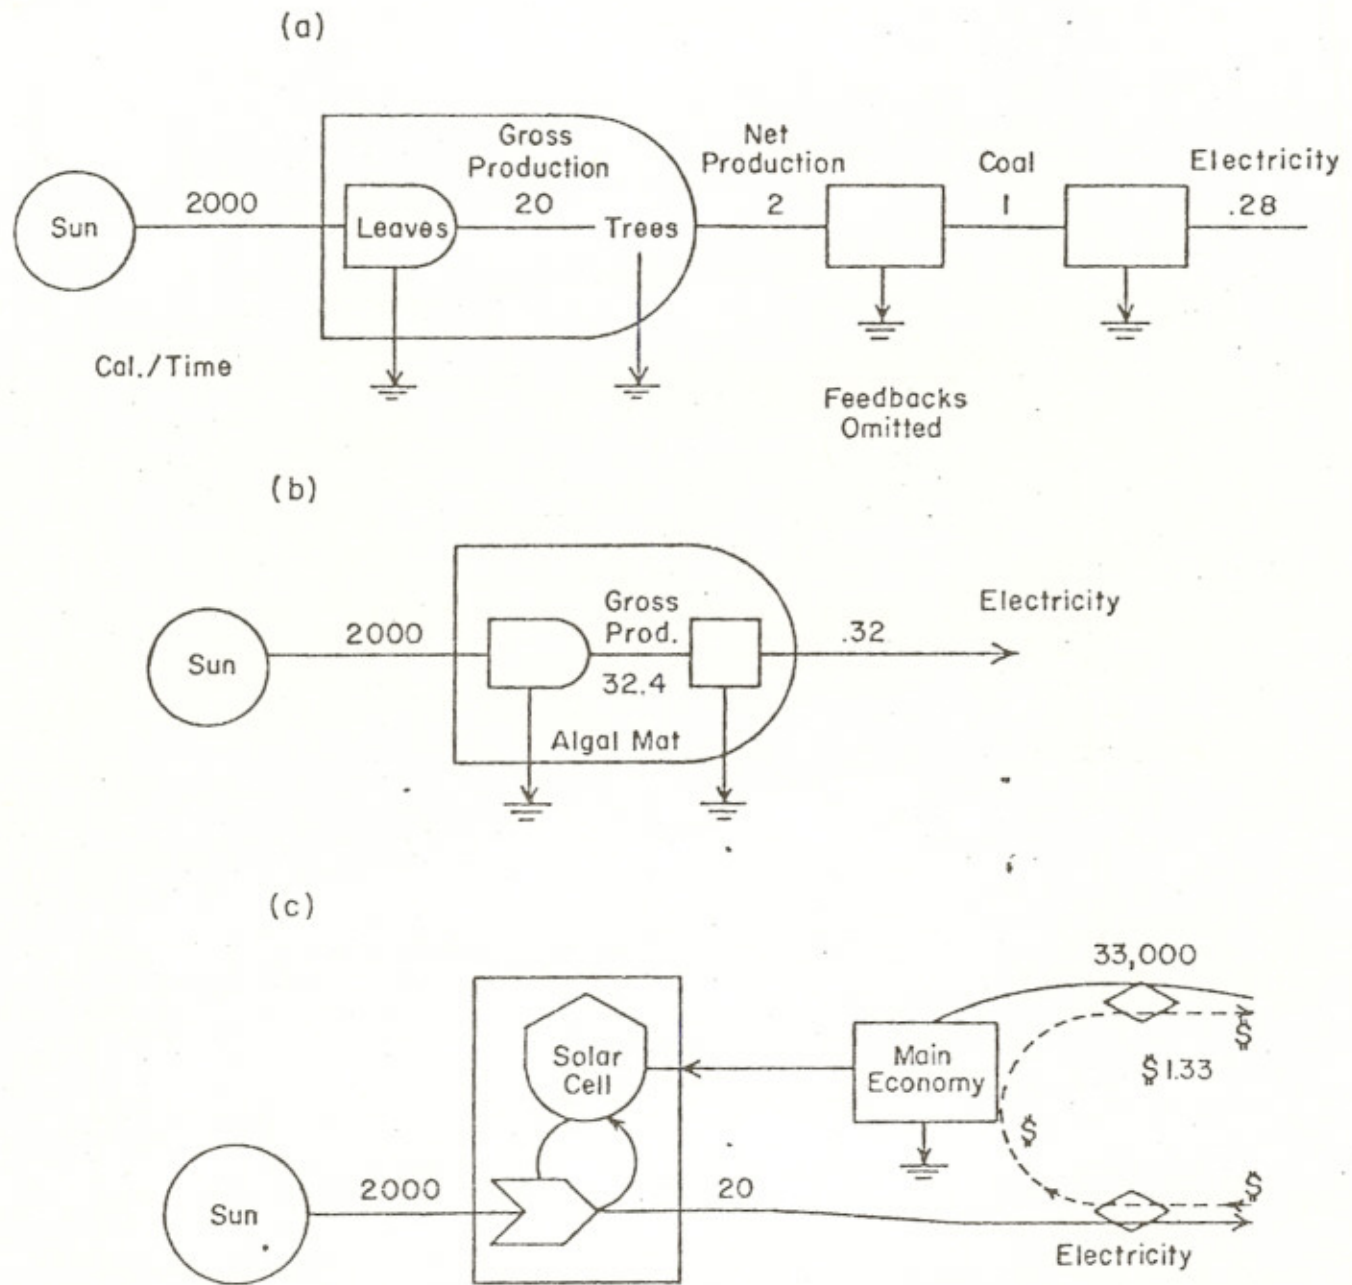 (a)
Gross
Production
Net
Production
Coal
Electricity
Sun
2000
Leaves
20
Trees
2
1
.28
Cal./Time
Feedbacks
Omitted
(b)
Sun
2000
Gross
Prod.
32.4
Algal Mat
.32
Electricity
(c)
33,000
Solar
Cell
Main
Economy
$
$1.33
$
$
Sun
2000
20
Electricity